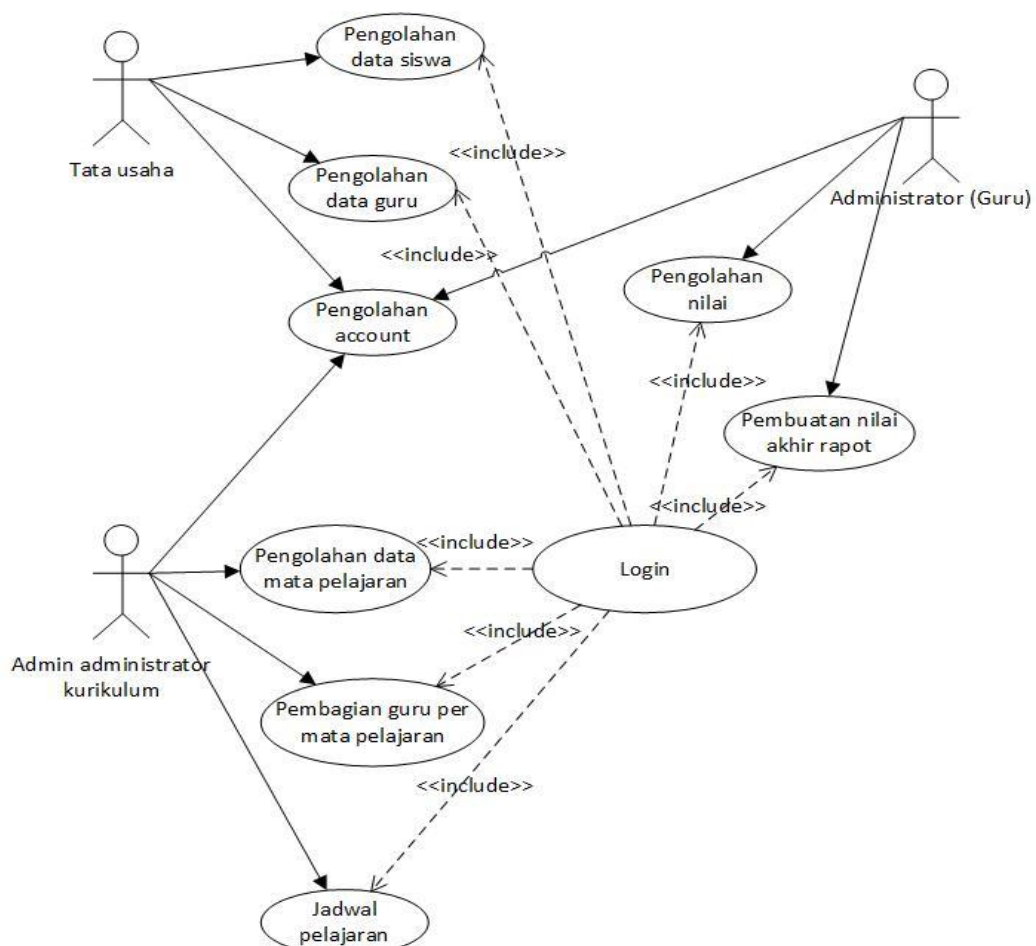 Pengolahan
data siswa
Tata usaha
<<include>>
Pengolahan
data guru
Administrator (Guru)
<<include>>
Pengolahan
nilai
Pengolahan
account
<<include>>
Pembuatan nilai
akhir rapot
<<include>>
Pengolahan data
mata pelajaran
<<include>>
Login
<<include>>
Admin administrator
kurikulum
Pembagian guru per
mata pelajaran
<<include>>
Jadwal
pelajaran